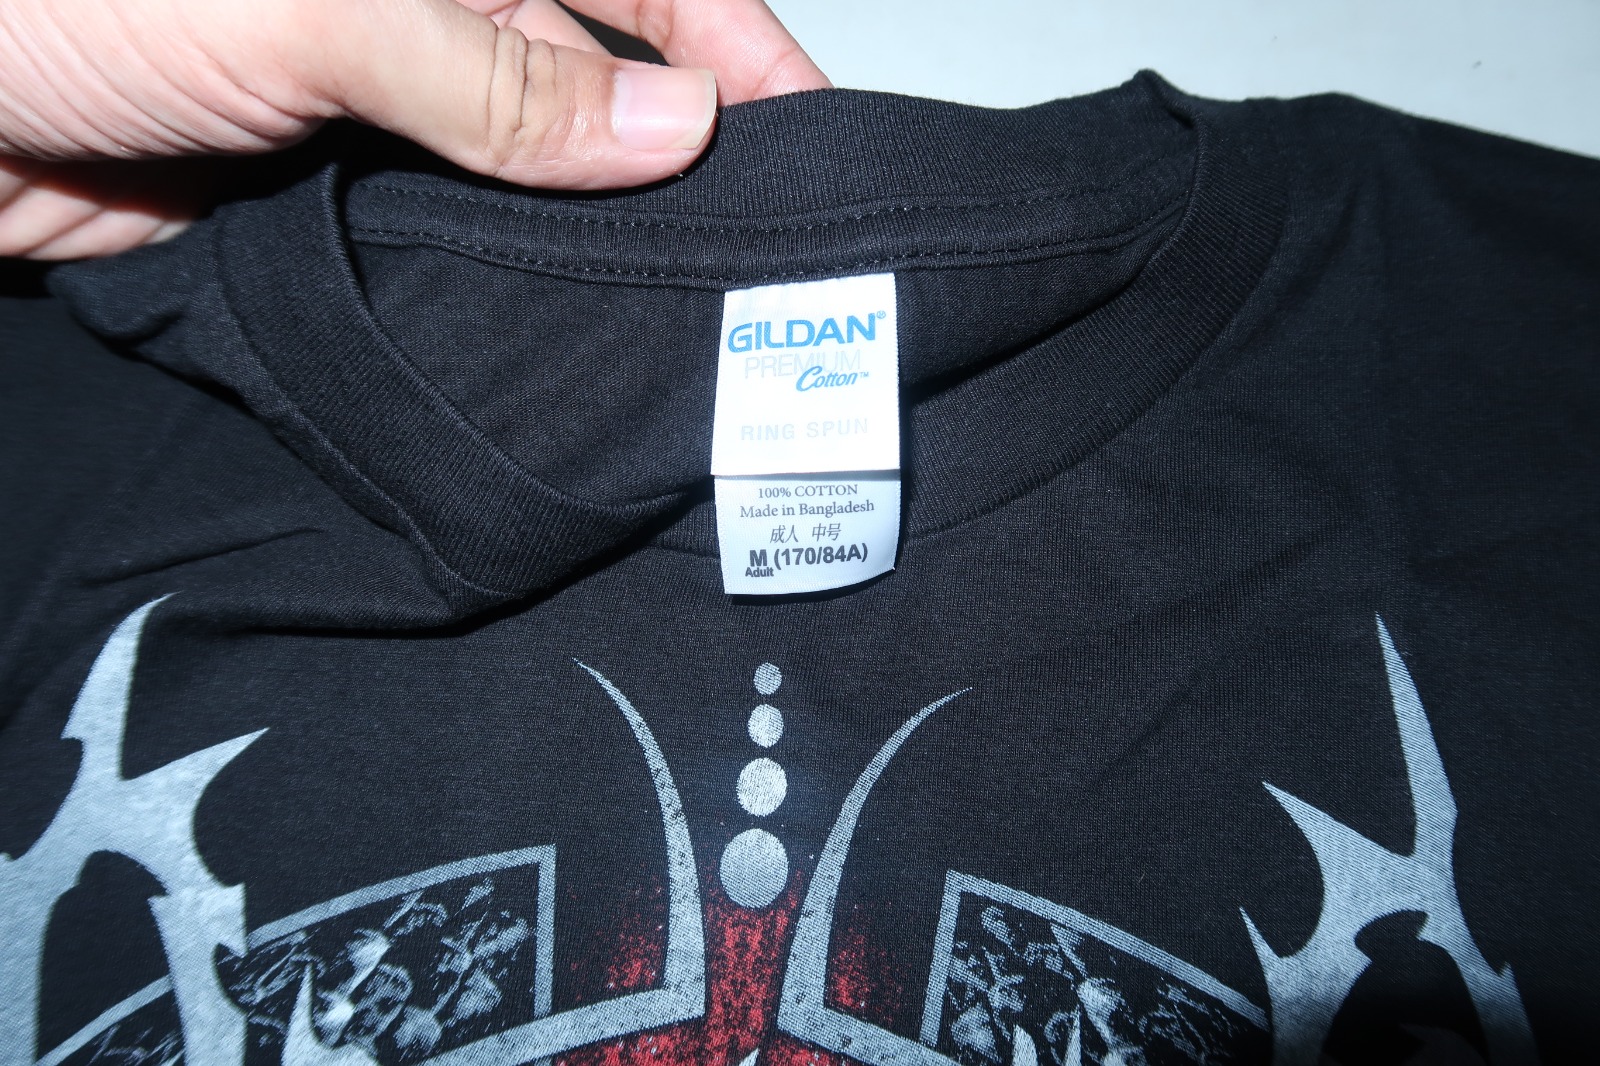 GILDAN®
PREMIUM
Cotton™
RING SPUN
100% COTTON
Made in Bangladesh
成人 中号
M (170/84A)
Adult